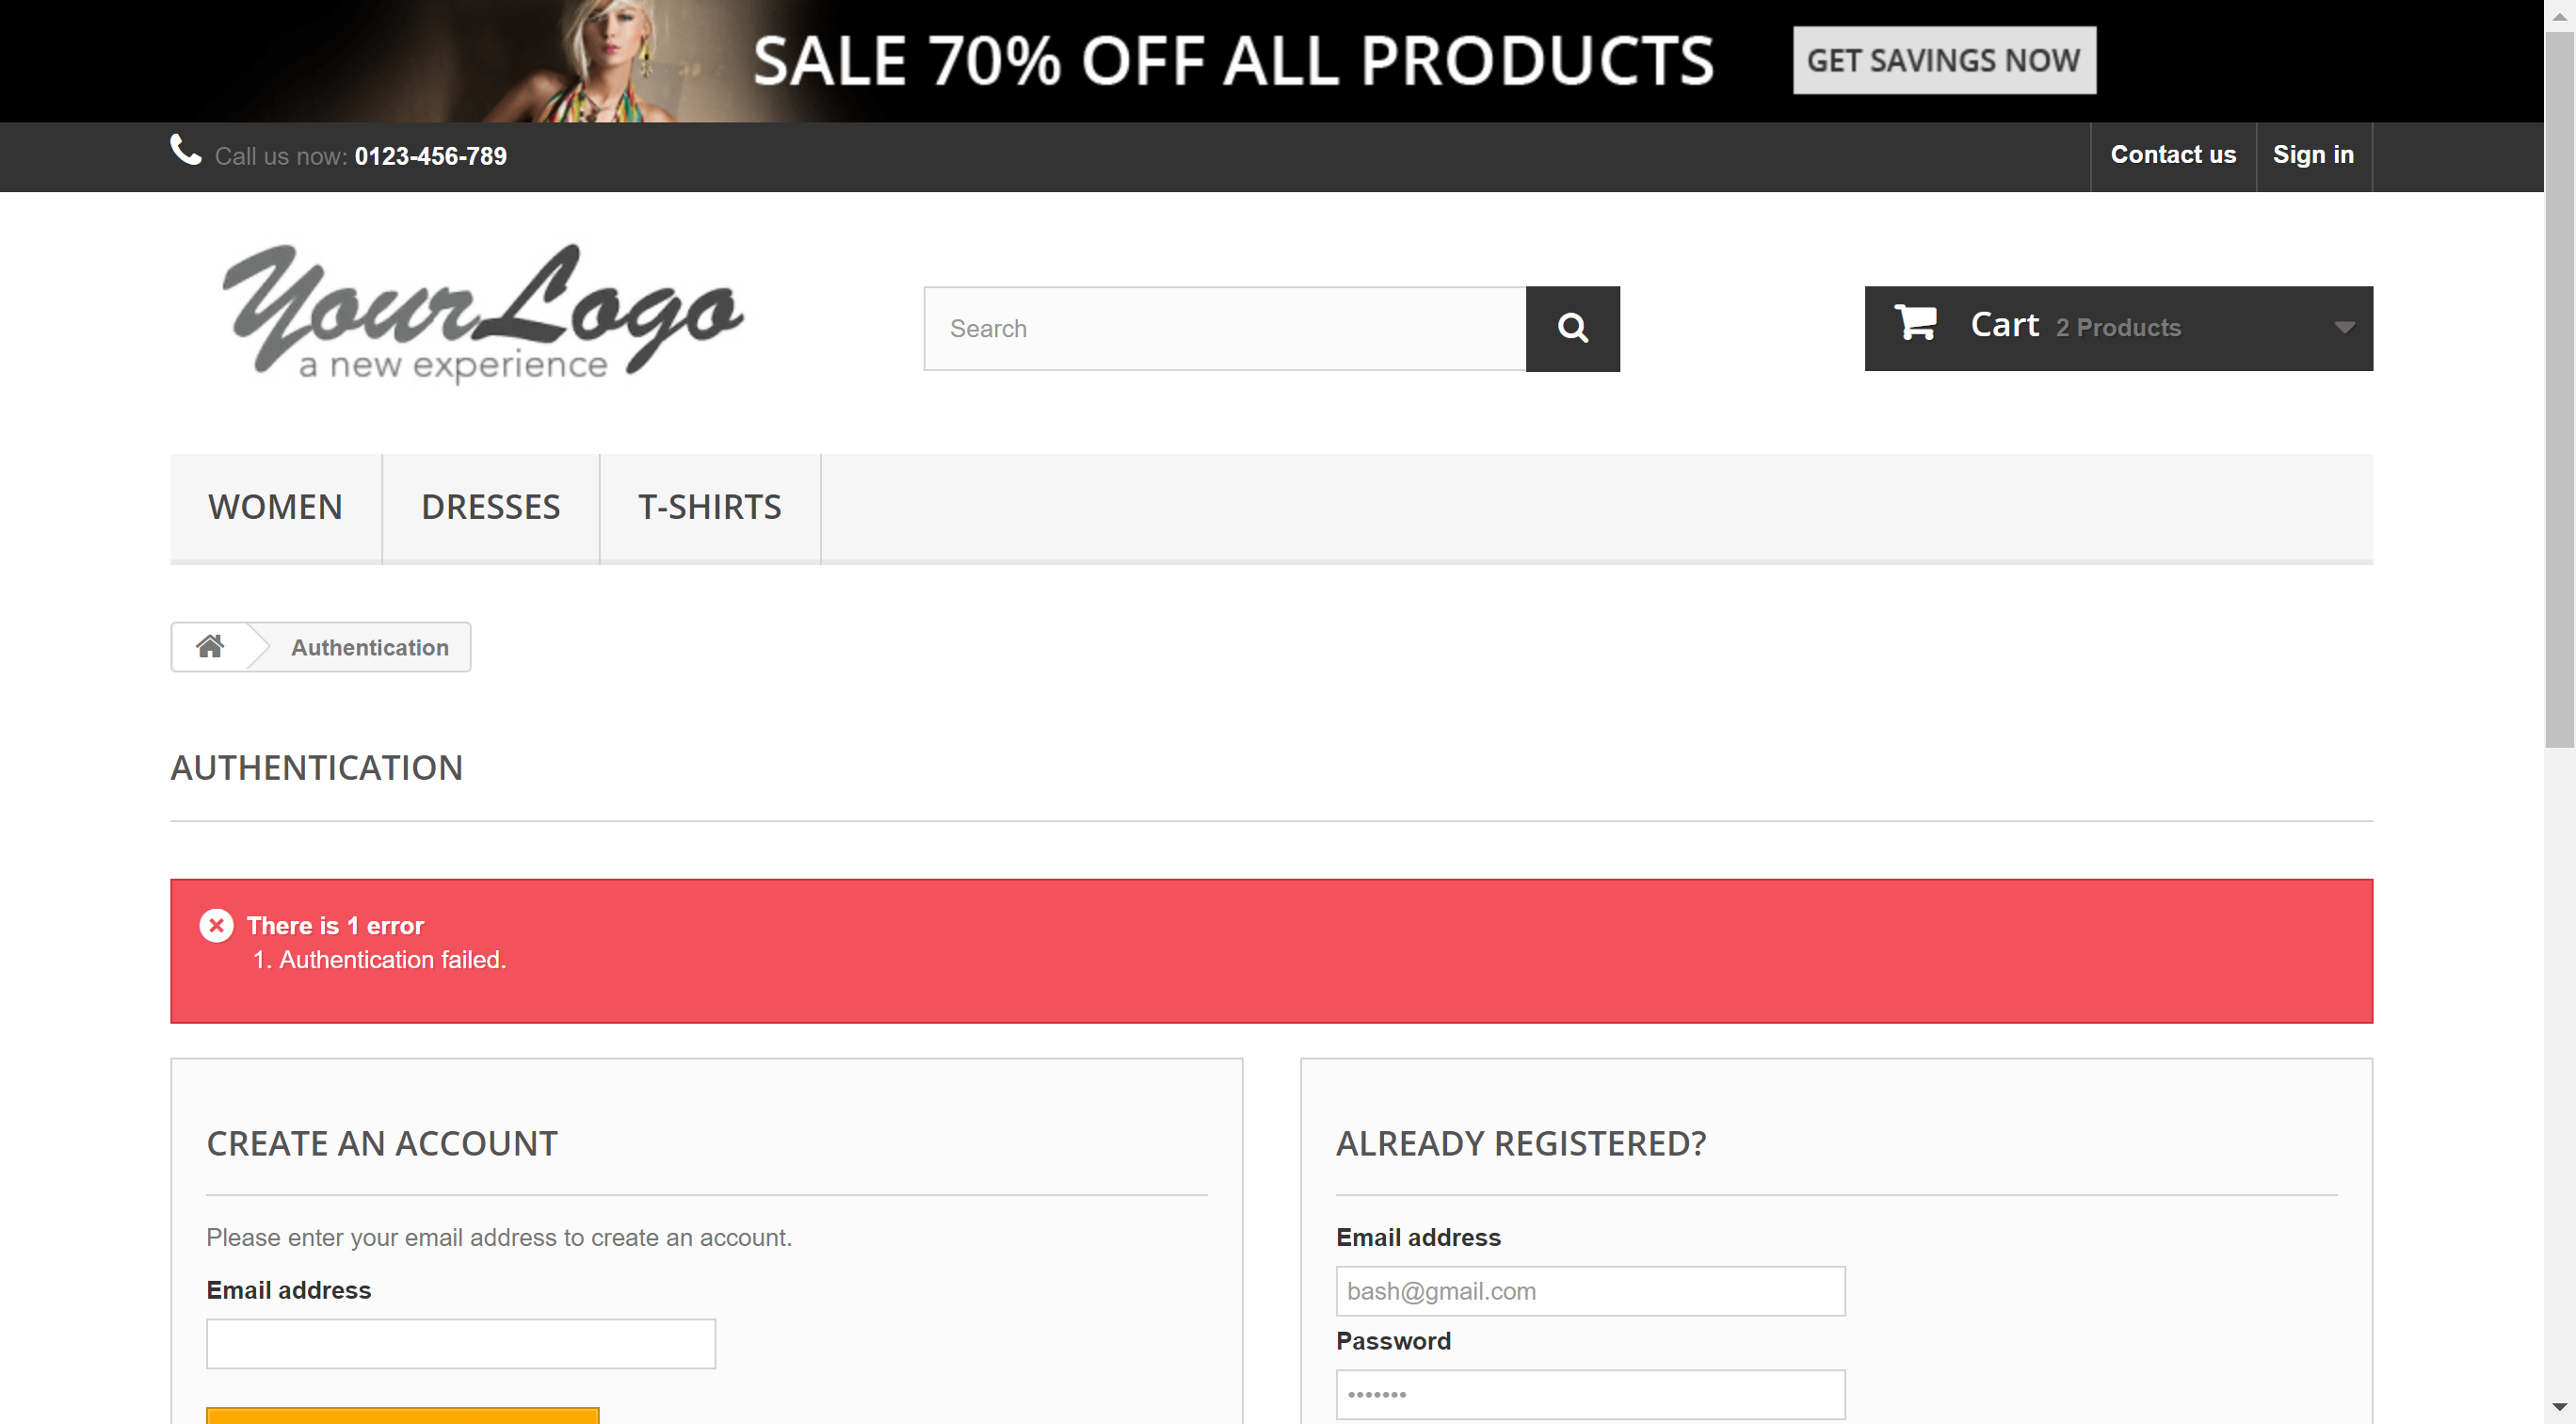 SALE 70% OFF ALL PRODUCTS GET SAVINGS NOW
Call us now: 0123-456-789 Contact us Sign in
YourLogo
a new experience
Search
Cart 2 Products
WOMEN DRESSES T-SHIRTS
Authentication
AUTHENTICATION
There is 1 error
1. Authentication failed.
CREATE AN ACCOUNT
Please enter your email address to create an account.
Email address
ALREADY REGISTERED?
Email address
bash@gmail.com
Password
•••••••